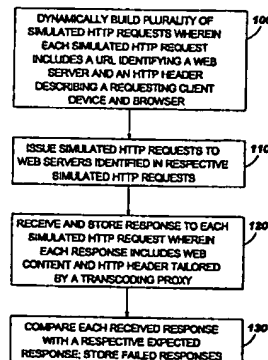 100
DYNAMICALLY BUILD PLURALITY OF
SIMULATED HTTP REQUESTS WHEREIN
EACH SIMULATED HTTP REQUEST
INCLUDES A URL IDENTIFYING A WEB
SERVER AND AN HTTP HEADER
DESCRIBING A REQUESTING CLIENT
DEVICE AND BROWSER
110
ISSUE SIMULATED HTTP REQUESTS TO
WEB SERVERS IDENTIFIED IN RESPECTIVE
SIMULATED HTTP REQUESTS
120
RECEIVE AND STORE RESPONSE TO EACH
SIMULATED HTTP REQUEST WHEREIN
EACH RESPONSE INCLUDES WEB
CONTENT AND HTTP HEADER TAILORED
BY A TRANSCODING PROXY
130
COMPARE EACH RECEIVED RESPONSE
WITH A RESPECTIVE EXPECTED
RESPONSE; STORE FAILED RESPONSES